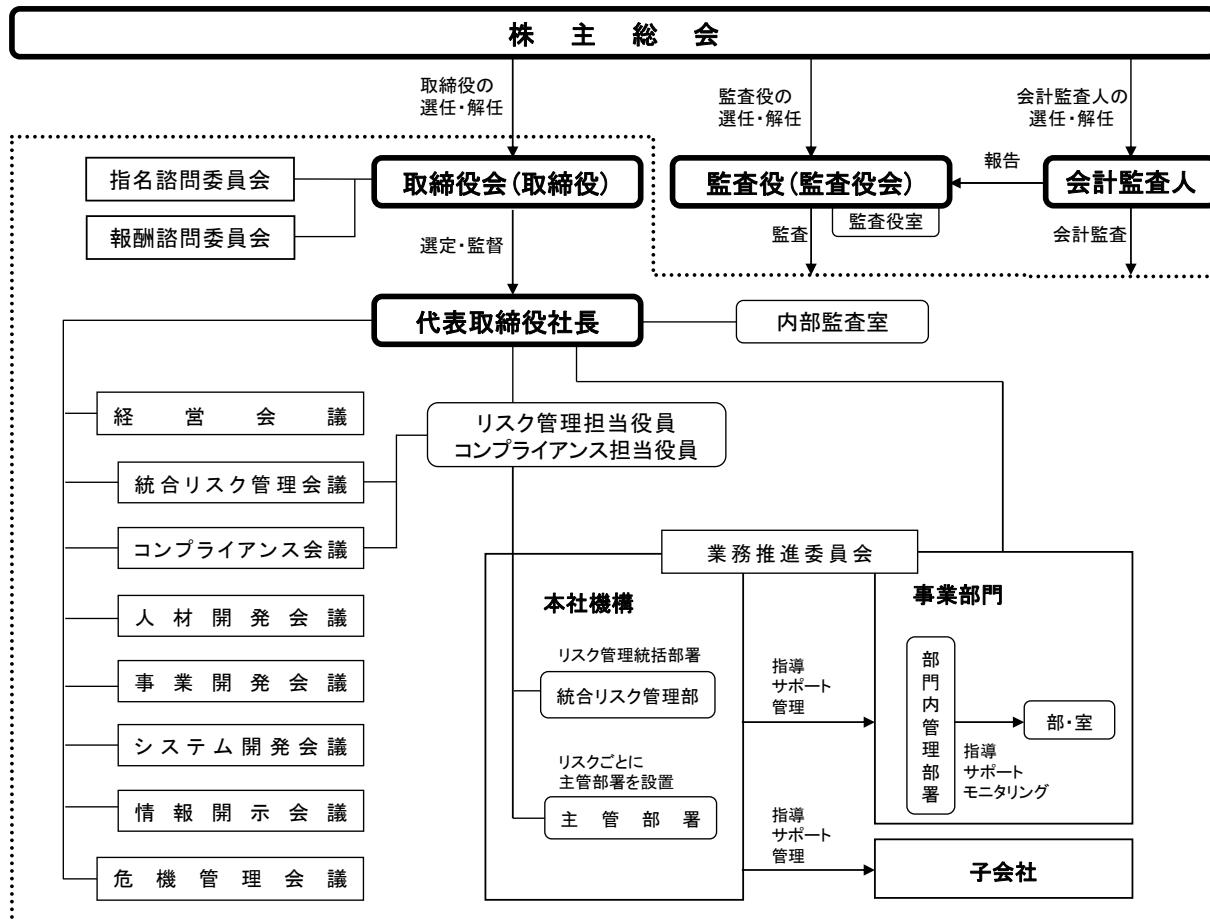 株主総会
取締役の
選任・解任
監査役の
選任・解任
会計監査人の
選任・解任
指名諮問委員会
報酬諮問委員会
取締役会(取締役)
監査役(監査役会)
報告
会計監査人
監査役室
選定・監督
監査
会計監査
代表取締役社長
内部監査室
経営会議
統合リスク管理会議
コンプライアンス会議
人材開発会議
事業開発会議
システム開発会議
情報開示会議
危機管理会議
リスク管理担当役員
コンプライアンス担当役員
業務推進委員会
本社機構
リスク管理統括部署
統合リスク管理部
リスクごとに
主管部署を設置
主管部署
指導
サポート
管理
指導
サポート
管理
事業部門
部門内管理部署
部・室
指導
サポート
モニタリング
子会社